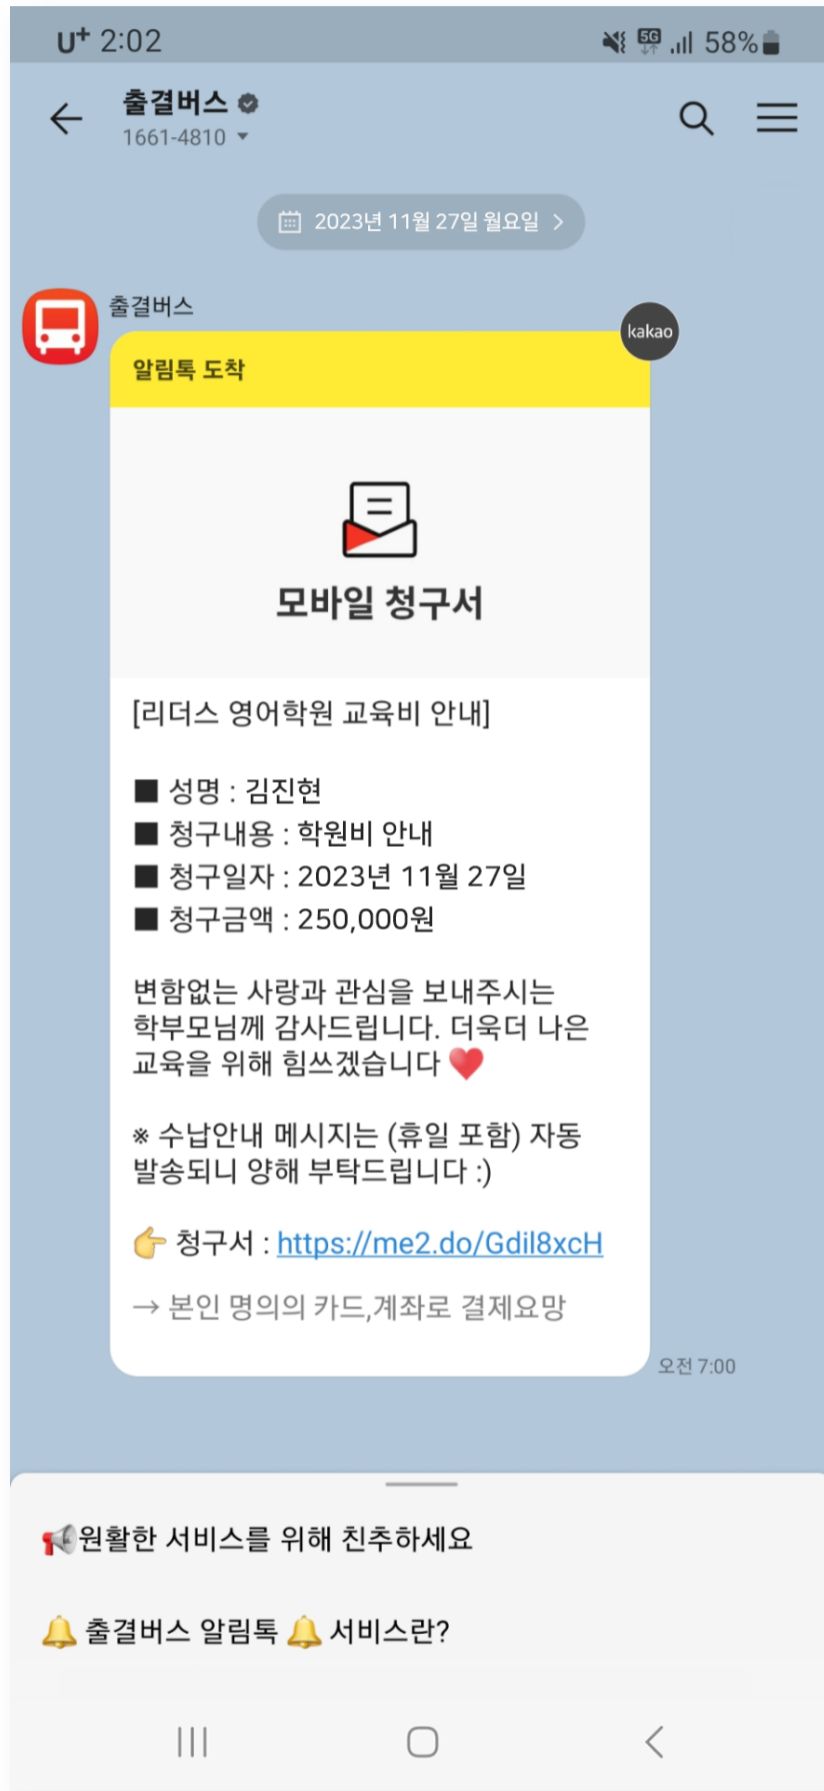 U+ 2:02 5G 58%
출결버스
1661-4810
2023년 11월 27일 월요일
출결버스
kakao
알림톡 도착
모바일 청구서
[리더스 영어학원 교육비 안내]
■ 성명 : 김진현
■ 청구내용 : 학원비 안내
■ 청구일자 : 2023년 11월 27일
■ 청구금액 : 250,000원
변함없는 사랑과 관심을 보내주시는
학부모님께 감사드립니다. 더욱더 나은
교육을 위해 힘쓰겠습니다 ❤️
※ 수납안내 메시지는 (휴일 포함) 자동
발송되니 양해 부탁드립니다 :)
👉 청구서 : https://me2.do/Gdil8xcH
→ 본인 명의의 카드,계좌로 결제요망
오전 7:00
📢원활한 서비스를 위해 친추하세요
🔔 출결버스 알림톡 🔔 서비스란?